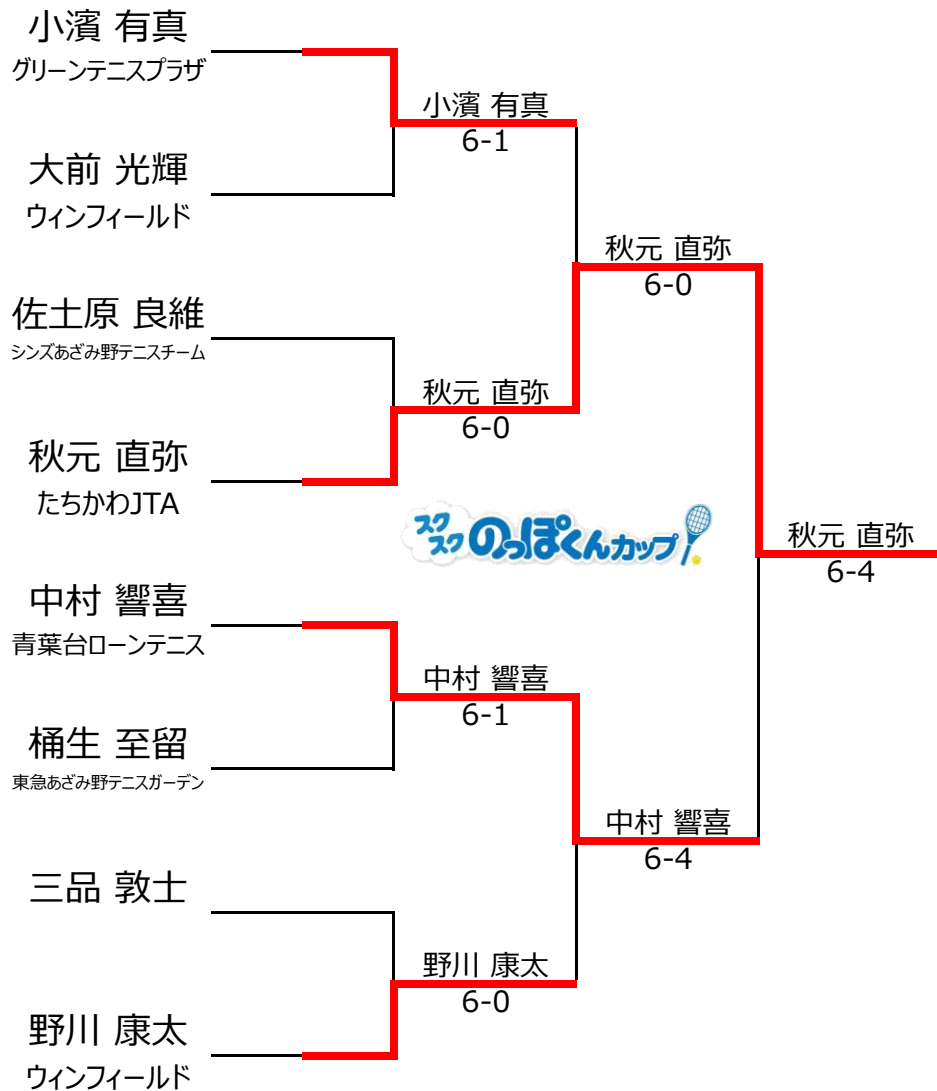 小濱 有真
グリーンテニスプラザ
小濱 有真
6-1
大前 光輝
ウィンフィールド
秋元 直弥
6-0
佐土原 良維
シンズあざみ野テニスチーム
秋元 直弥
6-0
秋元 直弥
たちかわJTA
スクスクのっぽくんカップ
秋元 直弥
6-4
中村 響喜
青葉台ローンテニス
中村 響喜
6-1
桶生 至留
東急あざみ野テニスガーデン
中村 響喜
6-4
三品 敦士
野川 康太
6-0
野川 康太
ウィンフィールド